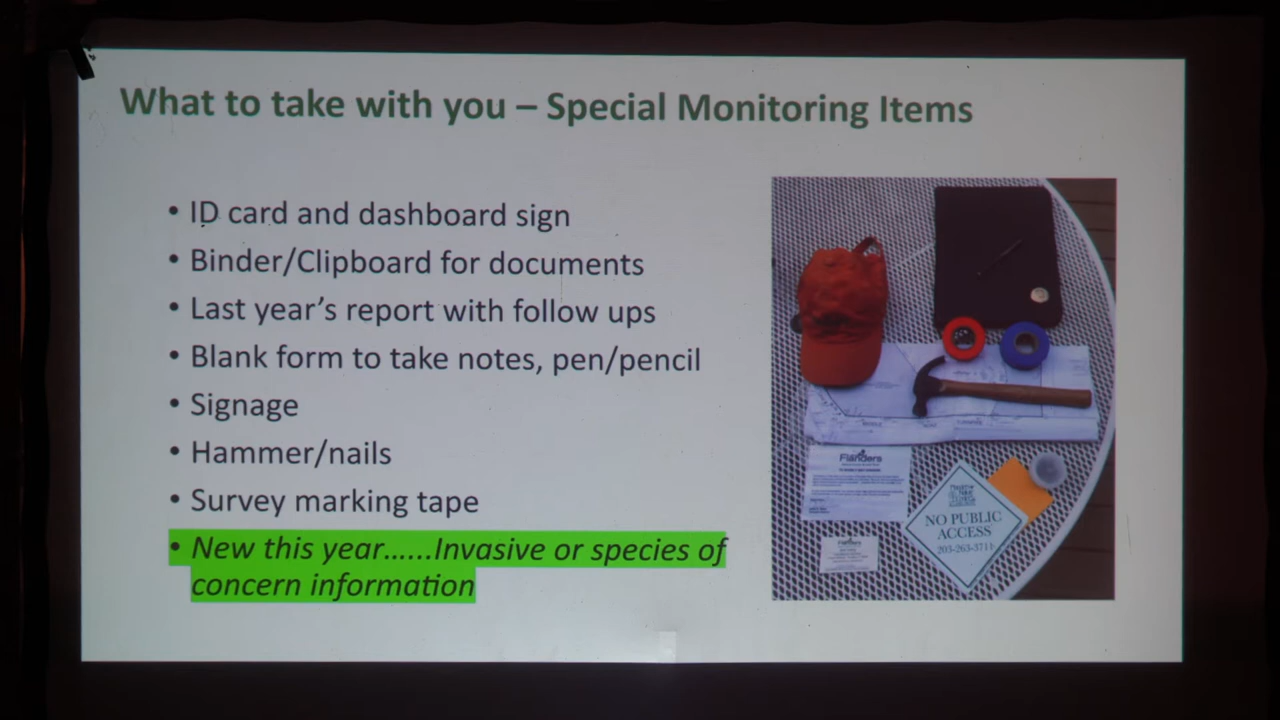 What to take with you – Special Monitoring Items
• ID card and dashboard sign
• Binder/Clipboard for documents
• Last year’s report with follow ups
• Blank form to take notes, pen/pencil
• Signage
• Hammer/nails
• Survey marking tape
• New this year......Invasive or species of
concern information
Flanders
NO PUBLIC
ACCESS
203-263-3711
Flanders